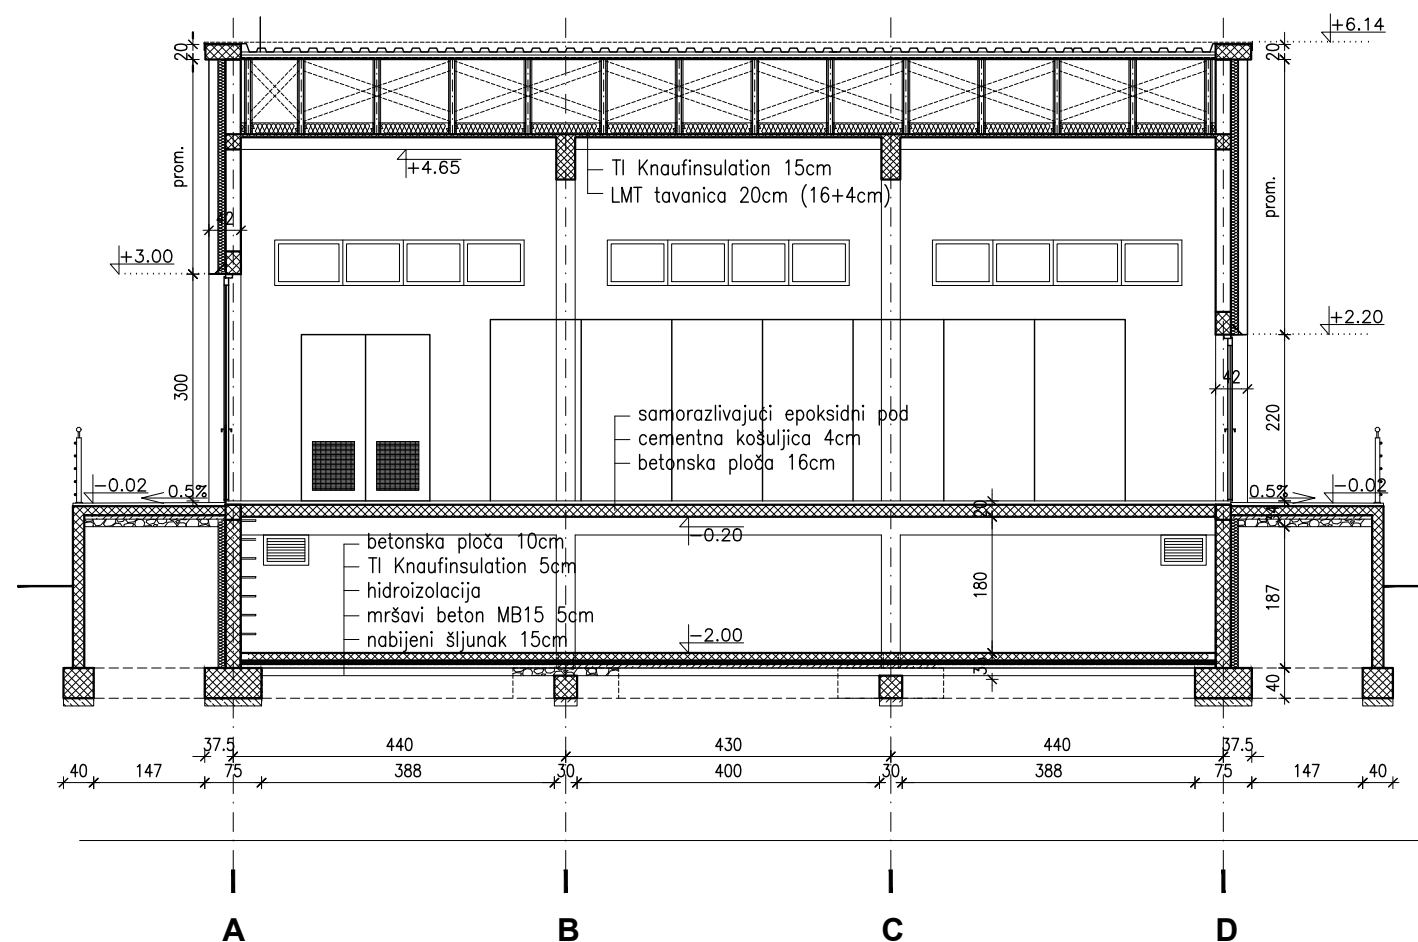 +6.14
20
20
prom.
prom.
+4.65
TI Knaufinsulation 15cm
LMT tavanica 20cm (16+4cm)
42
+3.00
+2.20
42
300
220
samorazlivajući epoksidni pod
cementna košuljica 4cm
betonska ploča 16cm
-0.02
0.5%
0.5%
-0.02
20
-0.20
betonska ploča 10cm
TI Knaufinsulation 5cm
hidroizolacija
mršavi beton MB15 5cm
nabijeni šljunak 15cm
180
187
-2.00
40
37.5
440
430
440
37.5
40
147
75
388
30
400
30
388
75
147
40
A
B
C
D